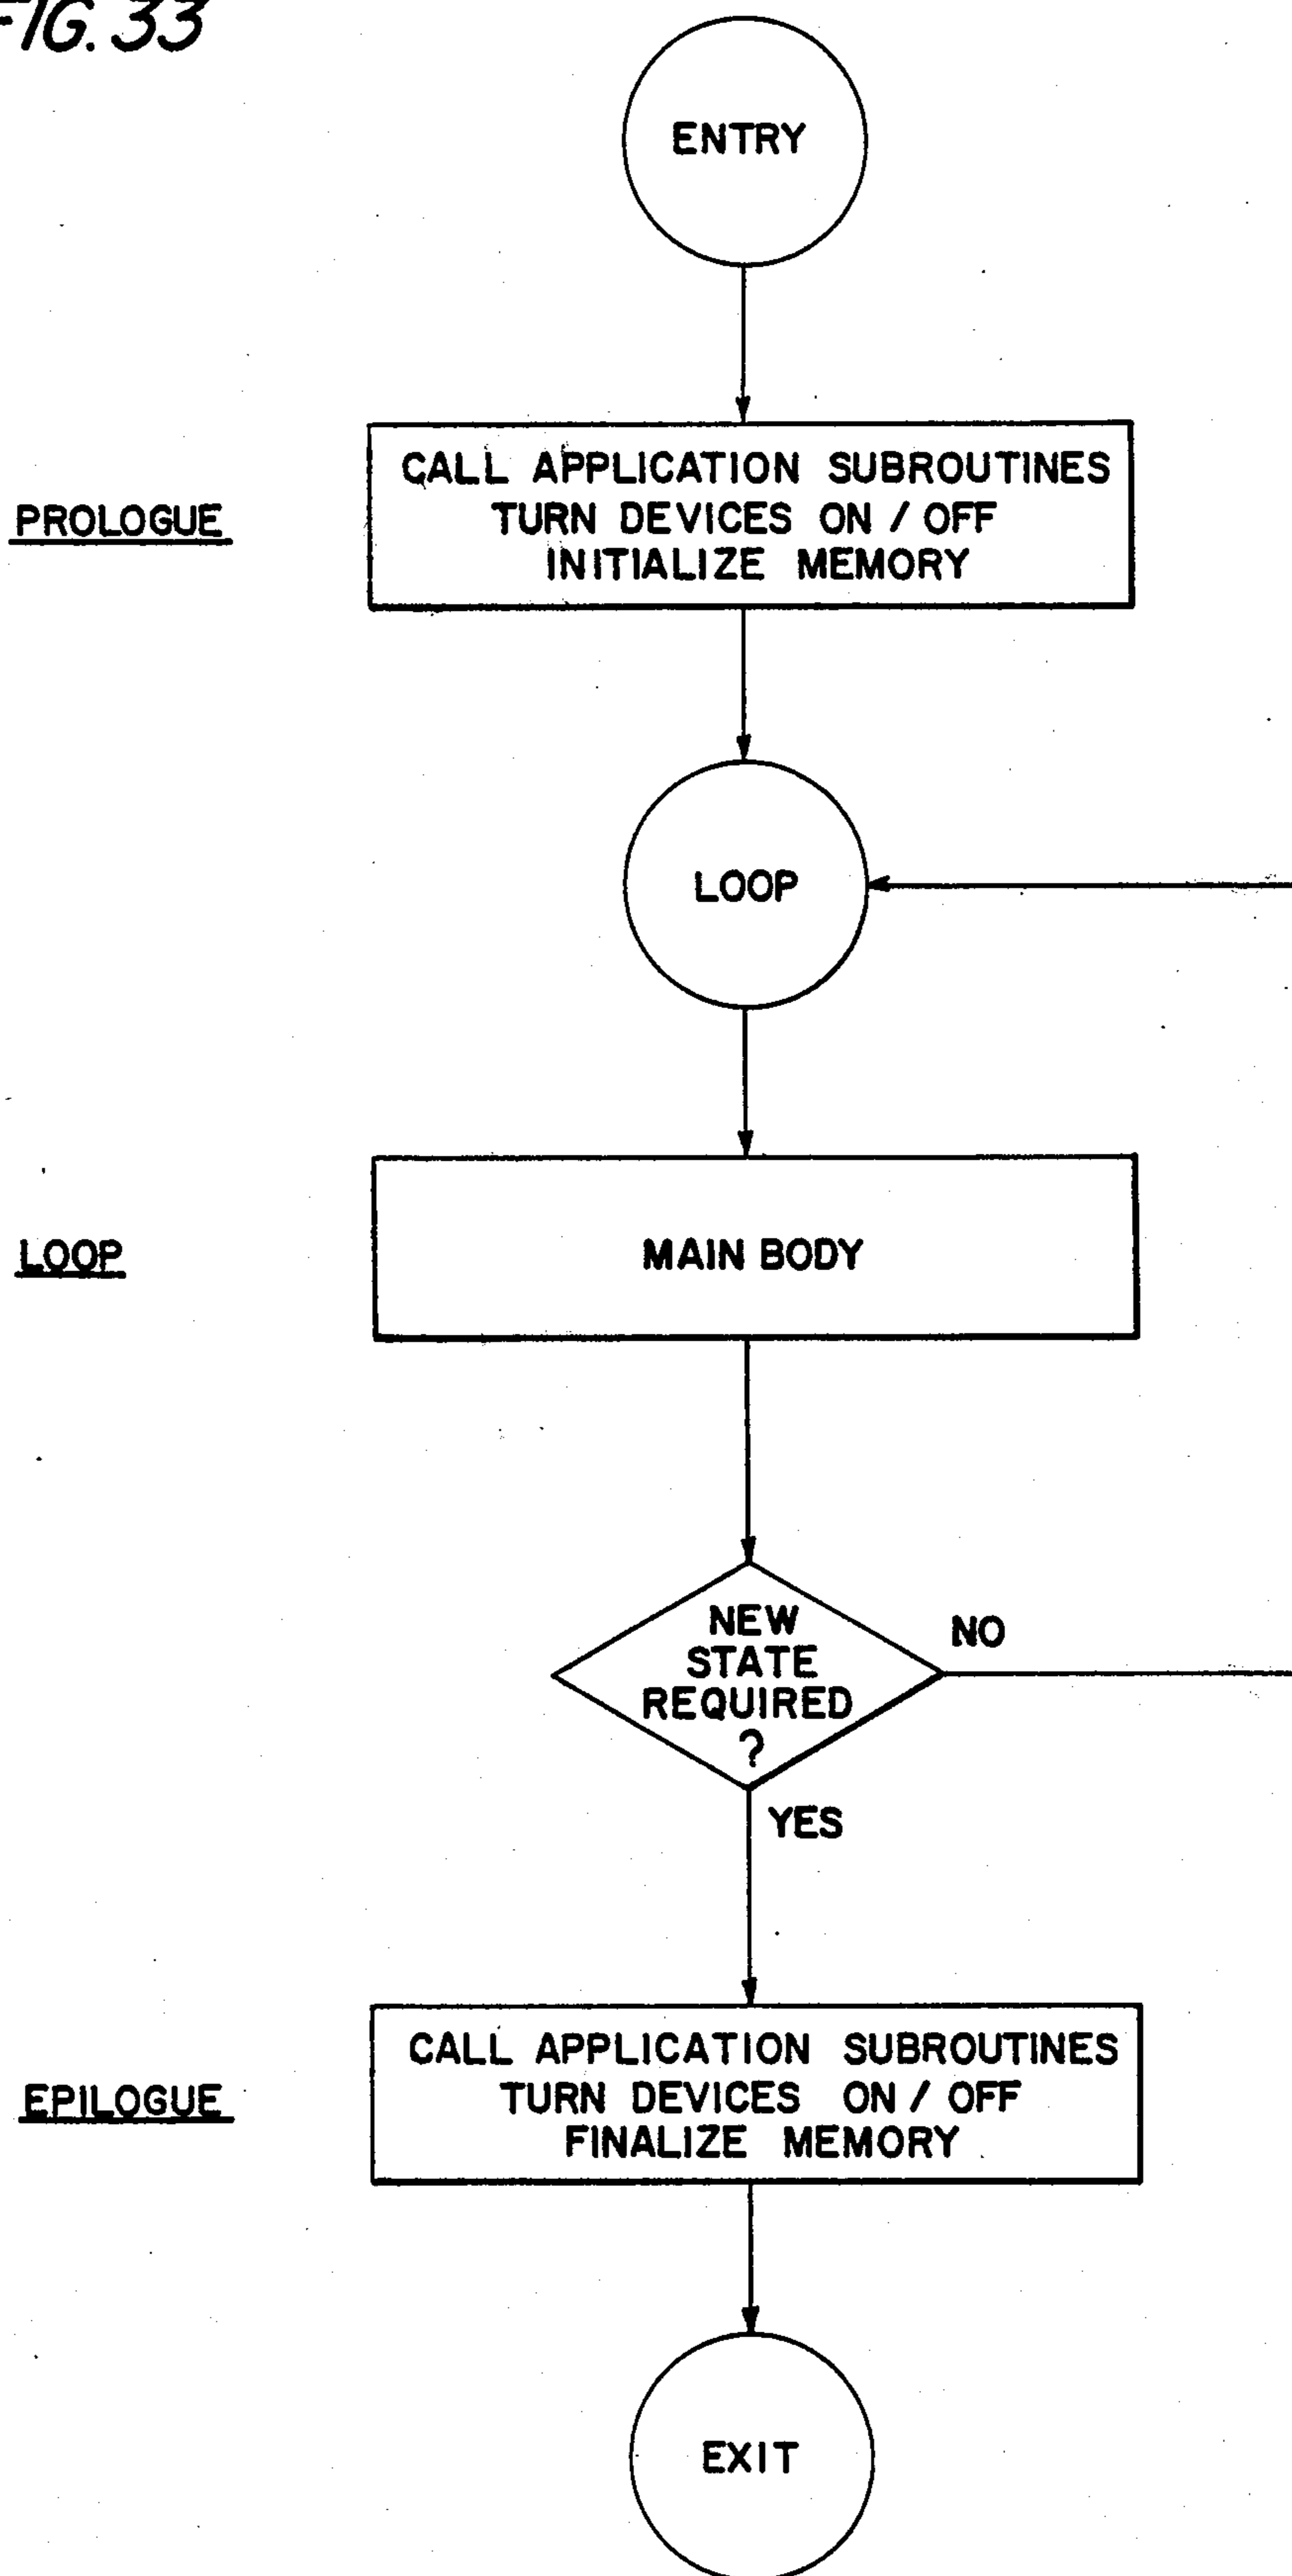 FIG. 33
ENTRY
PROLOGUE
CALL APPLICATION SUBROUTINES
TURN DEVICES ON / OFF
INITIALIZE MEMORY
LOOP
LOOP
MAIN BODY
NEW
STATE
REQUIRED
?
NO
YES
EPILOGUE
CALL APPLICATION SUBROUTINES
TURN DEVICES ON / OFF
FINALIZE MEMORY
EXIT